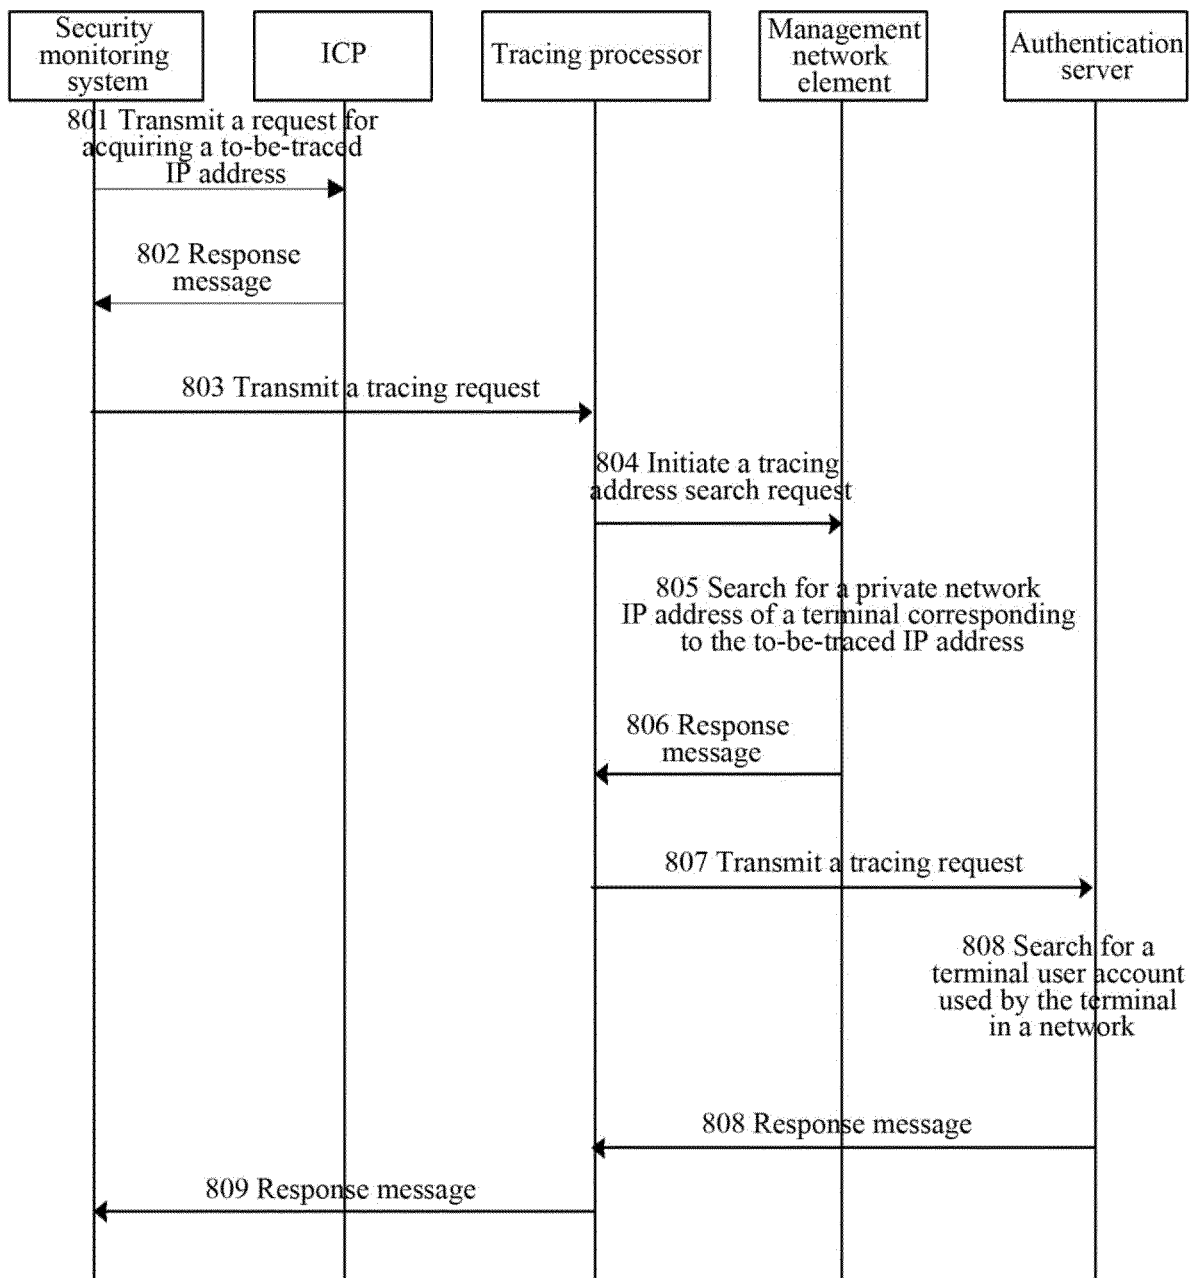 Security
monitoring
system
ICP
Tracing processor
Management
network
element
Authentication
server
801 Transmit a request for
acquiring a to-be-traced
IP address
802 Response
message
803 Transmit a tracing request
804 Initiate a tracing
address search request
805 Search for a private network
IP address of a terminal corresponding
to the to-be-traced IP address
806 Response
message
807 Transmit a tracing request
808 Search for a
terminal user account
used by the terminal
in a network
808 Response message
809 Response message